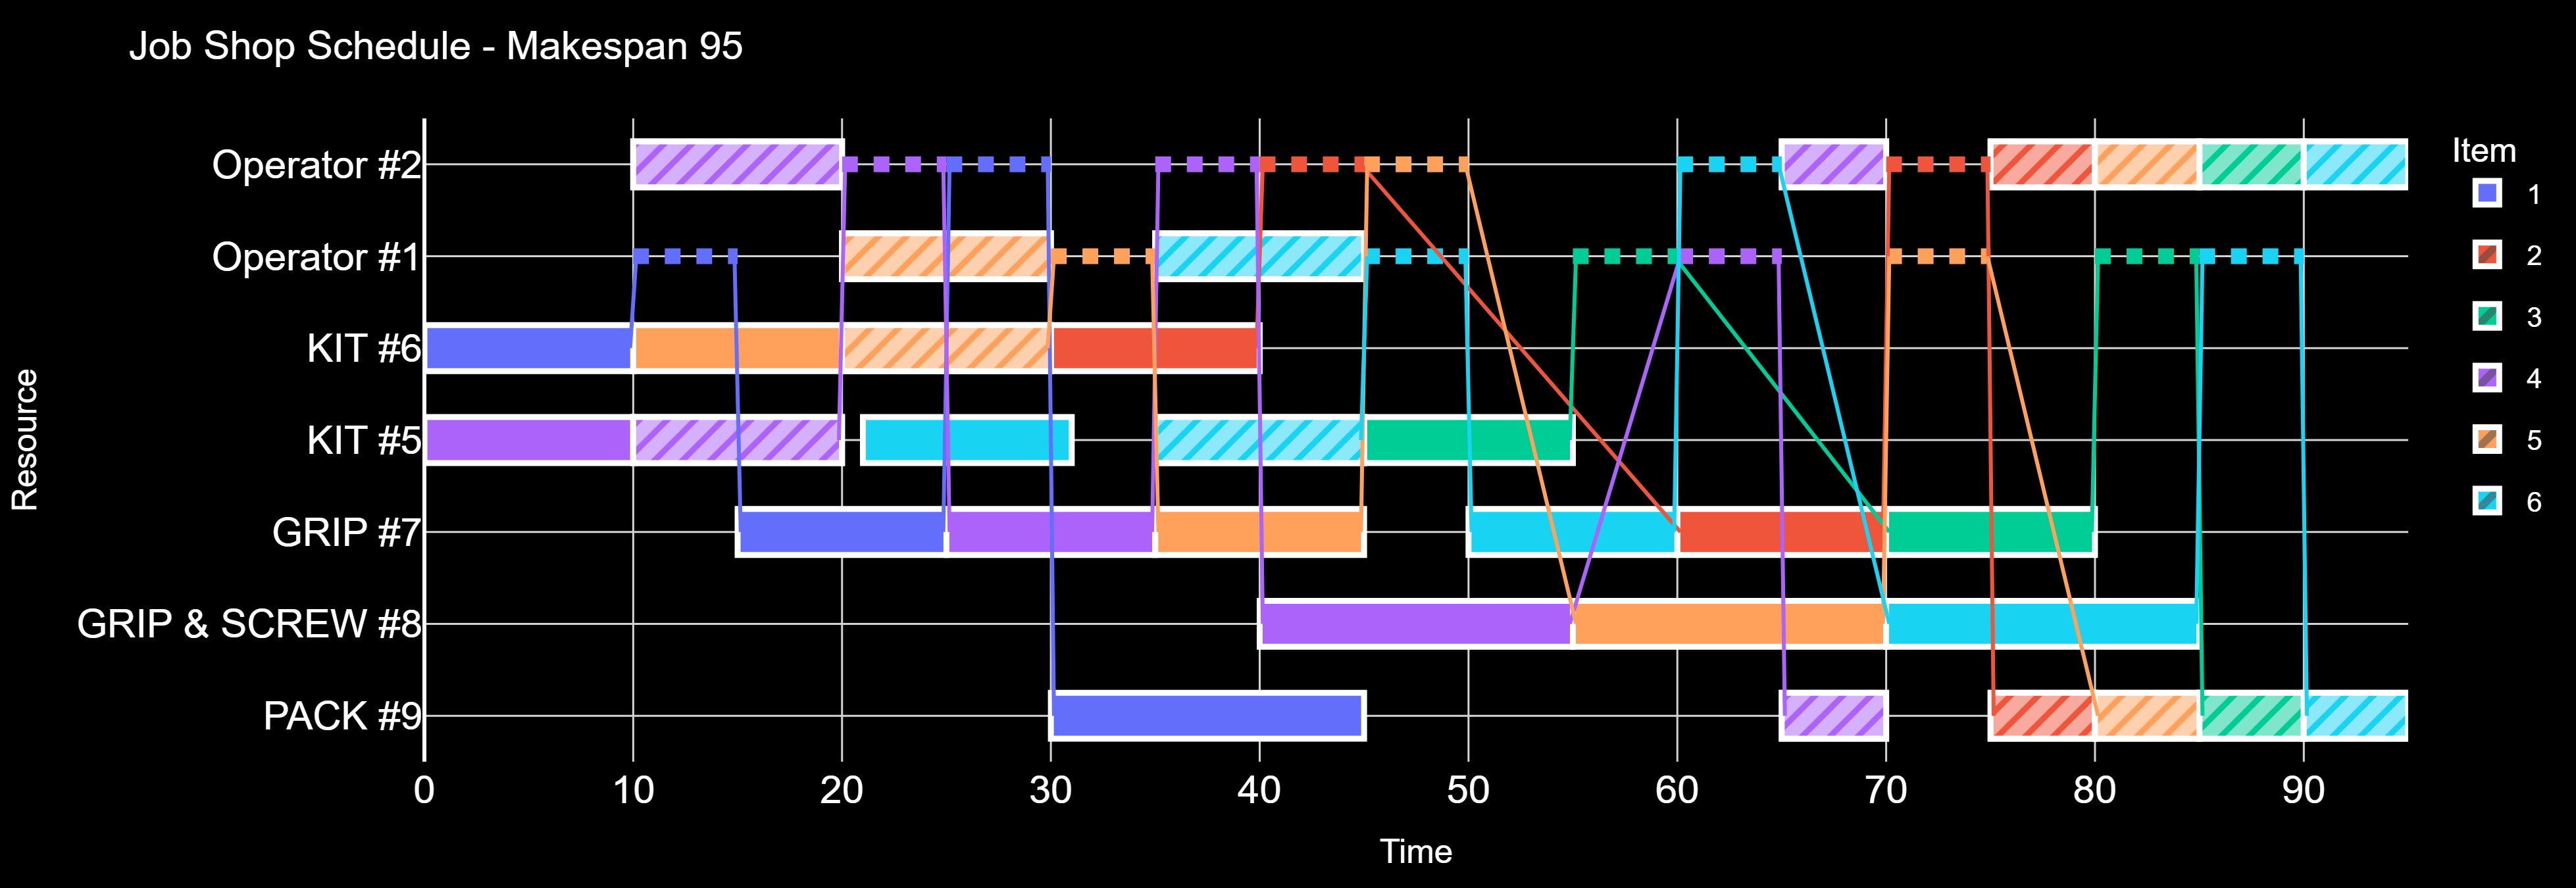 Job Shop Schedule - Makespan 95
Operator #2
Operator #1
KIT #6
KIT #5
GRIP #7
GRIP & SCREW #8
PACK #9
Resource
0 10 20 30 40 50 60 70 80 90
Time
Item
1
2
3
4
5
6